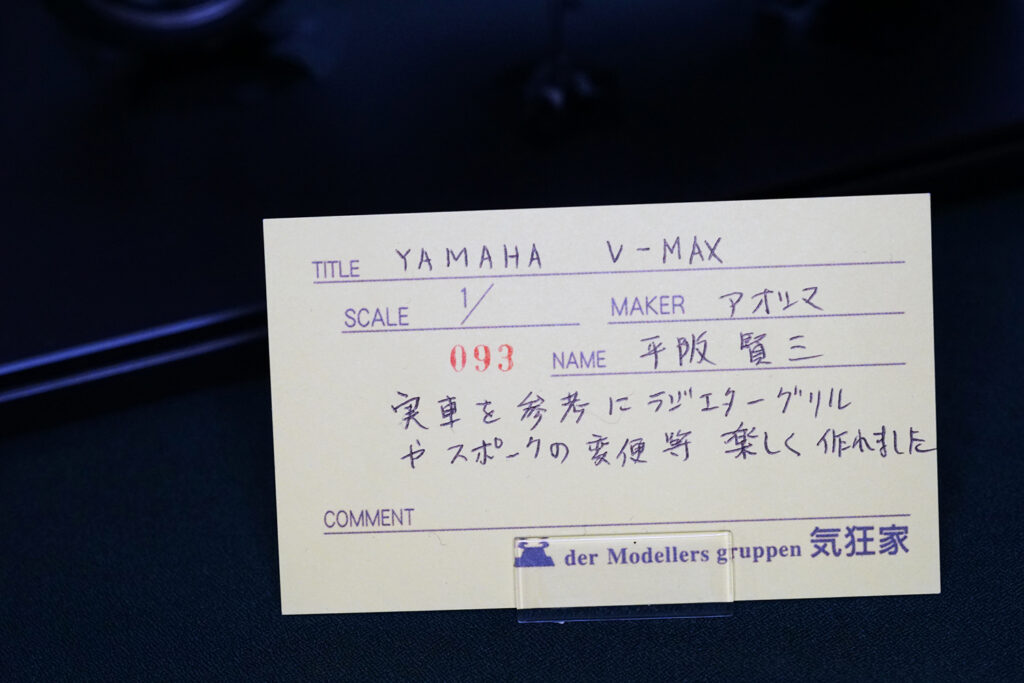 TITLE YAMAHA V-MAX
SCALE 1/ MAKER アオシマ
093 NAME 平阪賢三
実車を参考にラジエターグリル
やスポークの変便等 楽しく作れました
COMMENT
der Modellers gruppen 気狂家